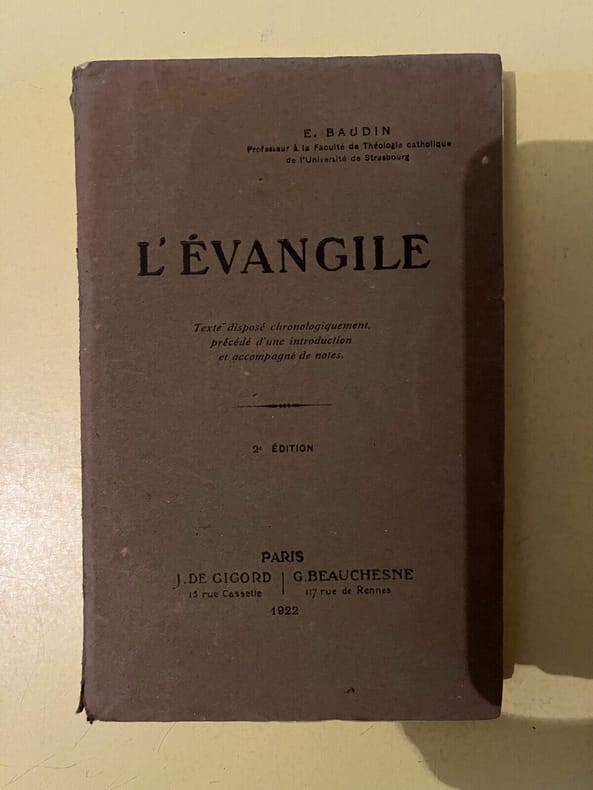 E. BAUDIN
Professeur à la Faculté de Théologie catholique
de l'Université de Strasbourg
L'ÉVANGILE
Texte disposé chronologiquement,
précédé d'une introduction
et accompagné de notes.
2e ÉDITION
PARIS
J. DE GIGORD | G. BEAUCHESNE
15 rue Cassette | 117 rue de Rennes
1922